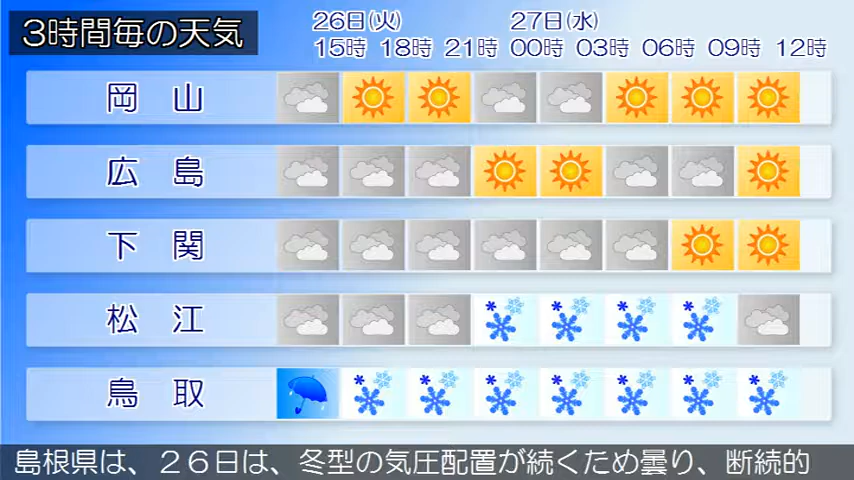 3時間毎の天気
26日(火) 27日(水)
15時 18時 21時 00時 03時 06時 09時 12時
岡山
広島
下関
松江
鳥取
島根県は、26日は、冬型の気圧配置が続くため曇り、断続的